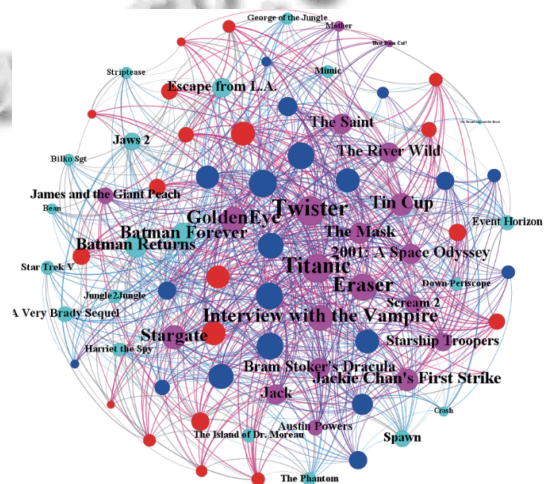 George of the Jungle
Mother
That Darn Cat!
Striptease
Mimic
Escape from L.A.
The Saint
Jaws 2
The River Wild
Bilko Sgt
James and the Giant Peach
Bean
GoldenEye
Twister
Tin Cup
Batman Forever
The Mask
Event Horizon
Batman Returns
2001: A Space Odyssey
Star Trek V
Titanic
Down Periscope
Jungle2Jungle
Eraser
Scream 2
A Very Brady Sequel
Interview with the Vampire
Stargate
Starship Troopers
Harriet the Spy
Bram Stoker's Dracula
Jackie Chan's First Strike
Jack
Crash
Austin Powers
The Island of Dr. Moreau
Spawn
The Phantom